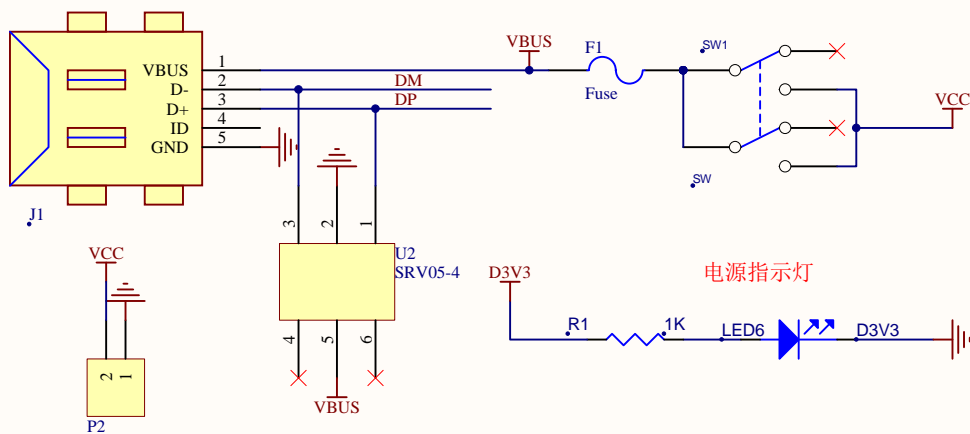 VBUS
D-
D+
ID
GND
1
2
3
4
5
J1
DM
DP
VBUS
F1
Fuse
SW1
SW
VCC
3
2
1
U2
SRV05-4
4
5
6
VBUS
VCC
2
1
P2
电源指示灯
D3V3
R1
1K
LED6
D3V3